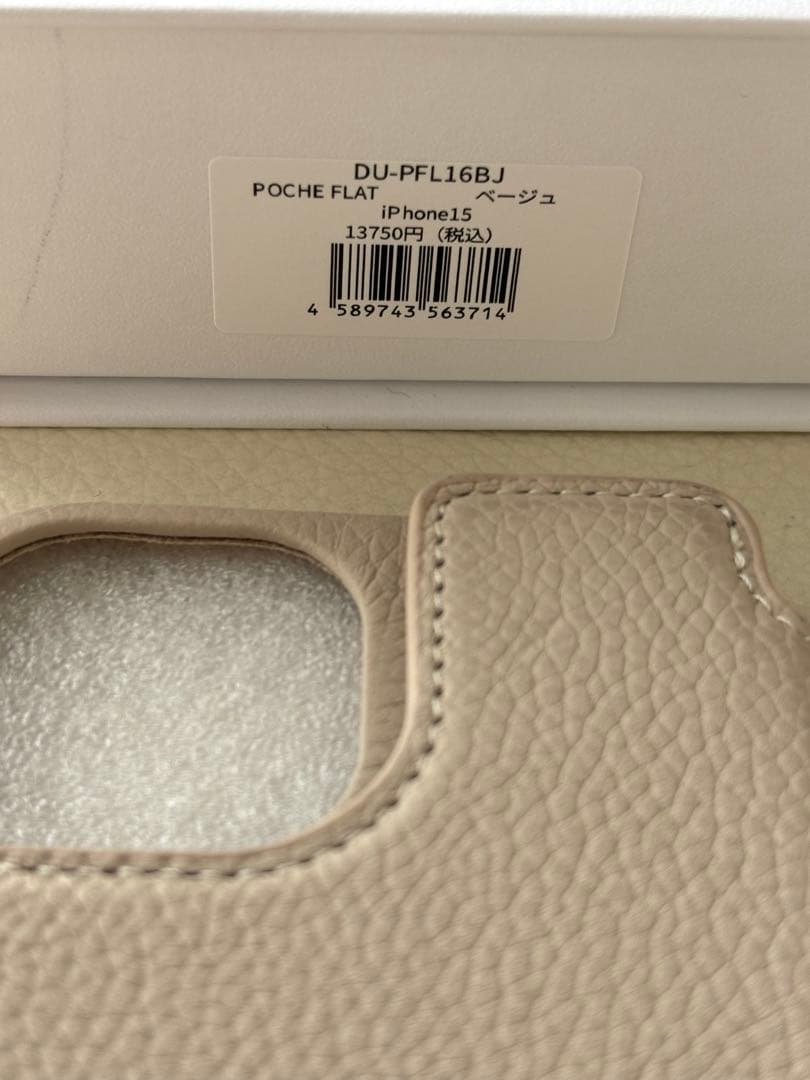 DU-PFL16BJ
POCHE FLAT ベージュ
iPhone15
13750円（税込）
4 589743 563714